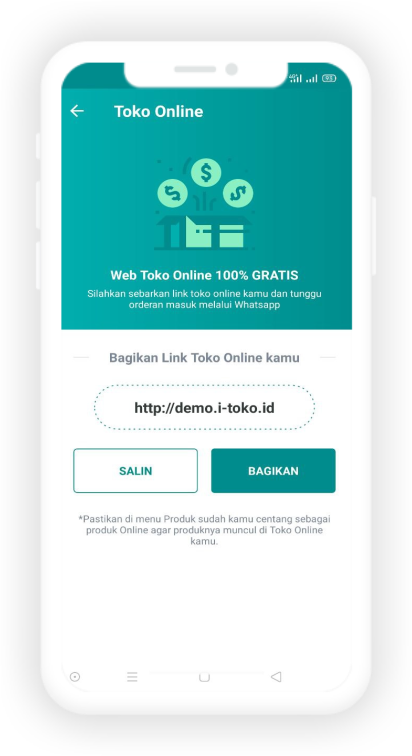 4G 93
Toko Online
Web Toko Online 100% GRATIS
Silahkan sebarkan link toko online kamu dan tunggu
orderan masuk melalui Whatsapp
Bagikan Link Toko Online kamu
http://demo.i-toko.id
SALIN BAGIKAN
*Pastikan di menu Produk sudah kamu centang sebagai
produk Online agar produknya muncul di Toko Online
kamu.